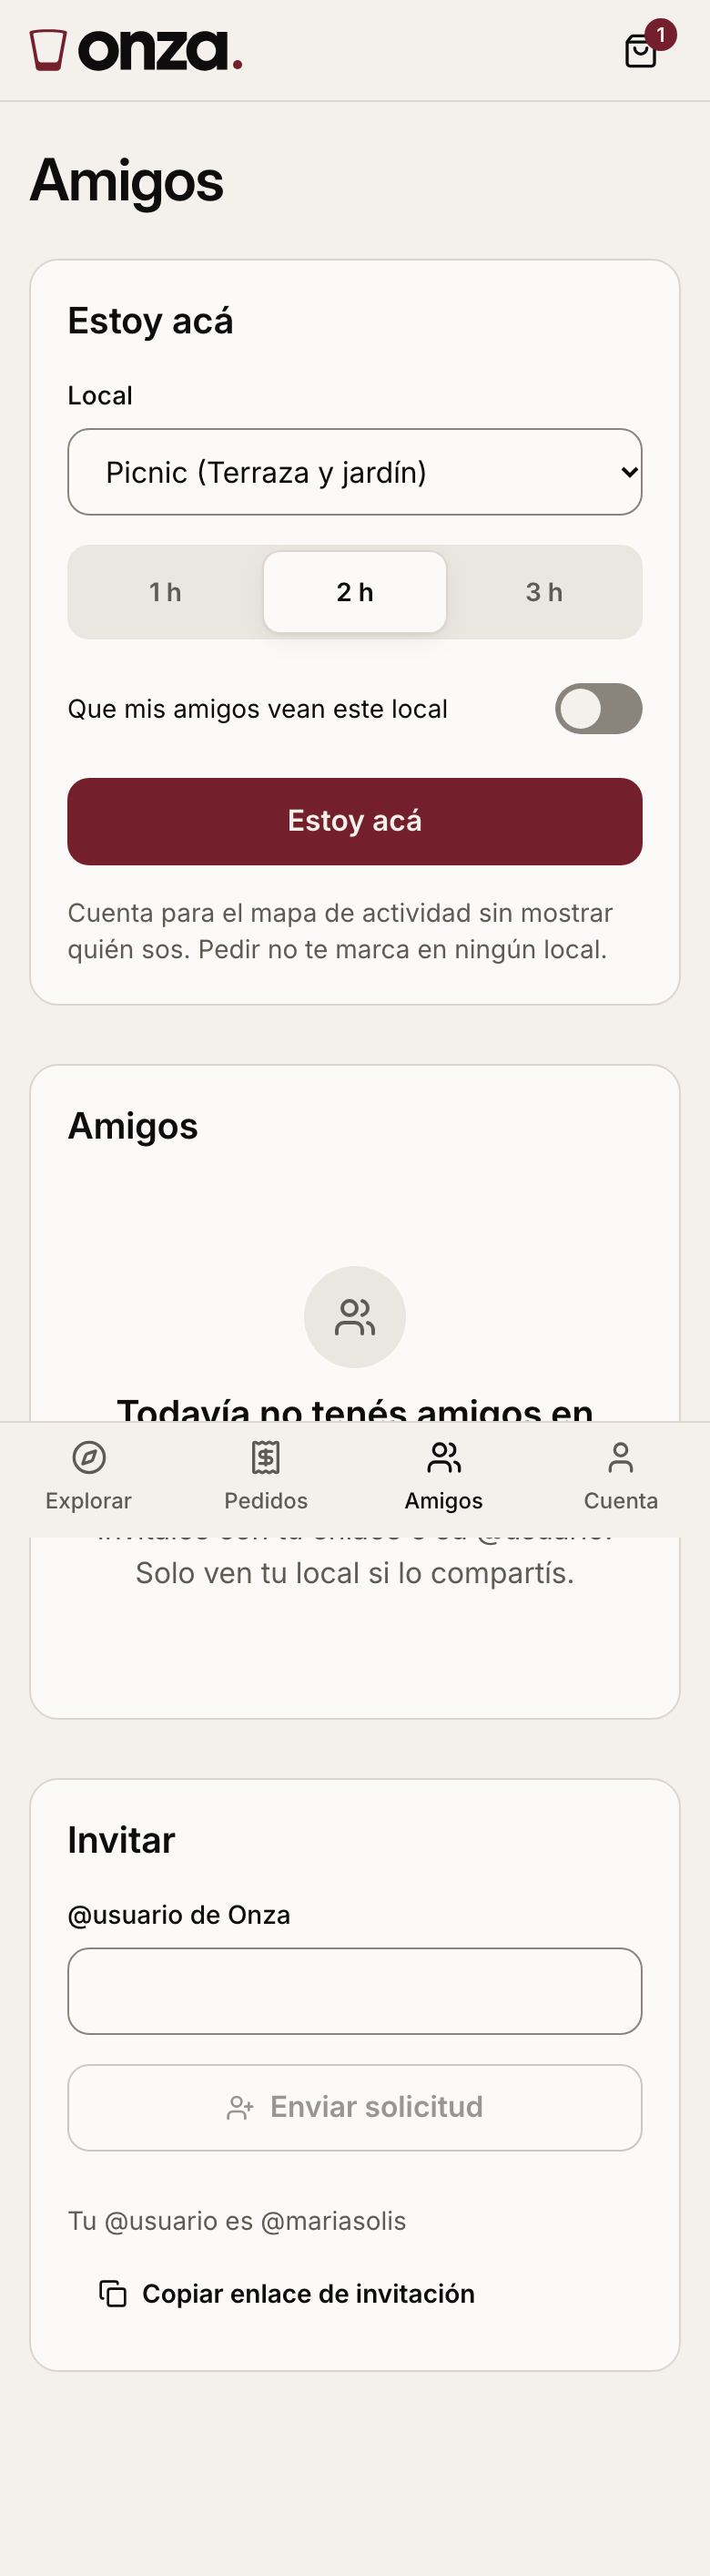 onza.
1
Amigos
Estoy acá
Local
Picnic (Terraza y jardín)
1 h
2 h
3 h
Que mis amigos vean este local
Estoy acá
Cuenta para el mapa de actividad sin mostrar
quién sos. Pedir no te marca en ningún local.
Amigos
Todavía no tenés amigos en
Explorar
Pedidos
Amigos
Cuenta
Solo ven tu local si lo compartís.
Invitar
@usuario de Onza
Enviar solicitud
Tu @usuario es @mariasolis
Copiar enlace de invitación